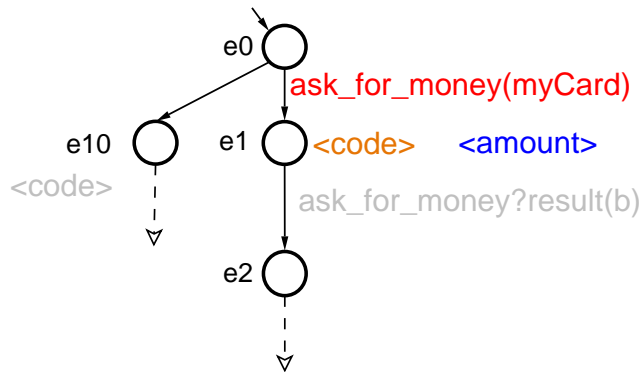 e0
ask_for_money(myCard)
e10
e1
<code>
<amount>
<code>
ask_for_money?result(b)
e2